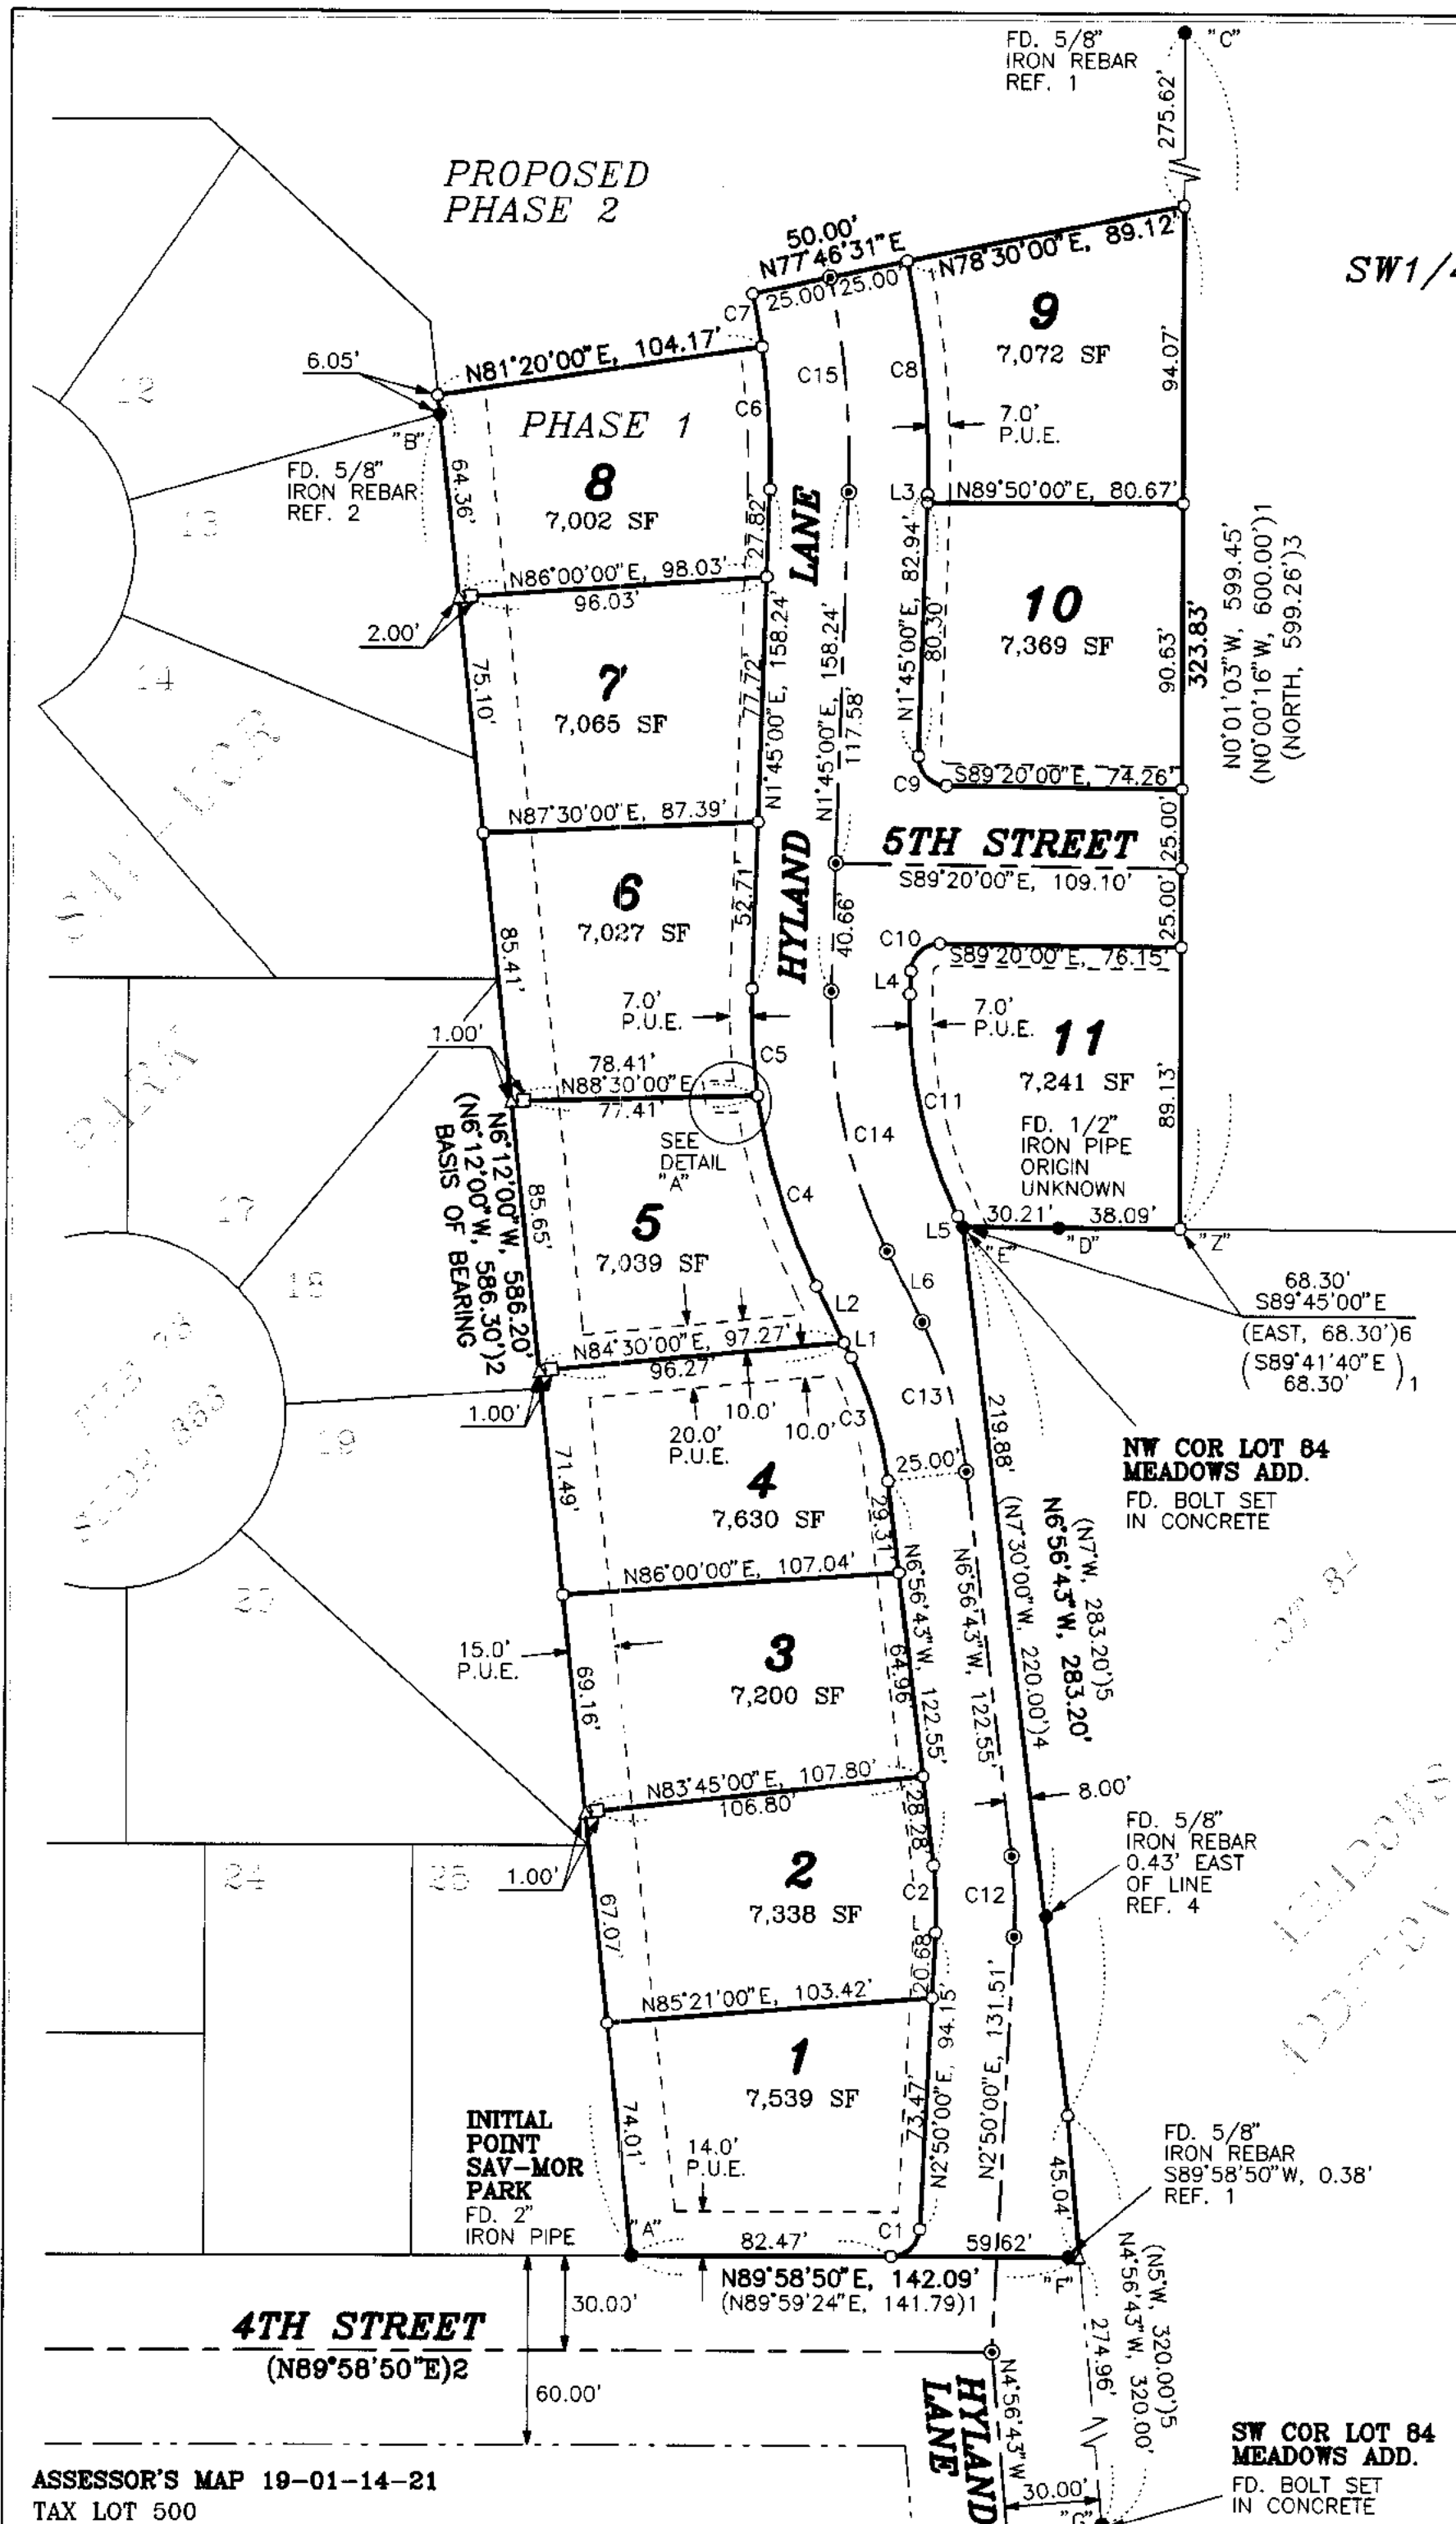 FD. 5/8"
IRON REBAR
REF. 1
"C"
275.62'
PROPOSED
PHASE 2
SW1/4
50.00'
N77°46'31"E
25.00'
25.00'
N78°30'00"E, 89.12'
C7
C15
C8
9
7,072 SF
94.07'
6.05'
N81°20'00"E, 104.17'
12
"B"
PHASE 1
C6
7.0'
P.U.E.
FD. 5/8"
IRON REBAR
REF. 2
64.36'
8
7,002 SF
13
27.82'
LANE
L3
N89°50'00"E, 80.67'
N86°00'00"E, 98.03'
96.03'
2.00'
N1°45'00"E, 82.94'
80.30'
10
7,369 SF
90.63'
323.83'
N0°01'03"W, 599.45'
(N0°00'16"W, 600.00')1
(NORTH, 599.26')3
14
75.10'
7
7,065 SF
77.72'
N1°45'00"E, 158.24'
N1°45'00"E, 158.24'
117.58'
SAV-MOR
C9
S89°20'00"E, 74.26'
N87°30'00"E, 87.39'
HYLAND
5TH STREET
S89°20'00"E, 109.10'
25.00'
25.00'
6
7,027 SF
52.71'
40.66'
85.41'
C10
S89°20'00"E, 76.15'
L4
7.0'
P.U.E.
7.0'
P.U.E.
11
7,241 SF
89.13'
PARK
1.00'
78.41'
N88°30'00"E
77.41'
C5
C11
C14
SEE
DETAIL
"A"
FD. 1/2"
IRON PIPE
ORIGIN
UNKNOWN
N6°12'00"W, 586.20'
(N6°12'00"W, 586.30')2
BASIS OF BEARING
17
85.65'
5
7,039 SF
C4
L5
30.21'
38.09'
"E"
"D"
"Z"
18
L6
L2
68.30'
S89°45'00"E
(EAST, 68.30')6
(S89°41'40"E
68.30')1
N84°30'00"E, 97.27'
96.27'
L1
1.00'
19
20.0'
P.U.E.
10.0'
10.0'
C3
C13
25.00'
219.88'
NW COR LOT 84
MEADOWS ADD.
FD. BOLT SET
IN CONCRETE
71.49'
4
7,630 SF
29.31'
N86°00'00"E, 107.04'
N6°56'43"W, 122.55'
N6°56'43"W, 122.55'
(N7°30'00"W, 220.00')4
N6°56'43"W, 283.20'
(N7°W, 283.20')5
20
15.0'
P.U.E.
3
7,200 SF
64.96'
69.16'
N83°45'00"E, 107.80'
106.80'
8.00'
28.28'
FD. 5/8"
IRON REBAR
0.43' EAST
OF LINE
REF. 4
MEADOWS
24
25
1.00'
2
7,338 SF
C2
C12
67.07'
20.68'
N85°21'00"E, 103.42'
1
7,539 SF
74.01'
73.47'
N2°50'00"E, 94.15'
N2°50'00"E, 131.51'
INITIAL
POINT
SAV-MOR
PARK
FD. 2"
IRON PIPE
14.0'
P.U.E.
45.04'
FD. 5/8"
IRON REBAR
S89°58'50"W, 0.38'
REF. 1
"A"
82.47'
C1
59.62'
"F"
N89°58'50"E, 142.09'
(N89°59'24"E, 141.79)1
30.00'
4TH STREET
(N89°58'50"E)2
60.00'
HYLAND
LANE
N4°56'43"W
274.96'
N4°56'43"W, 320.00'
(N5°W, 320.00')5
30.00'
"G"
SW COR LOT 84
MEADOWS ADD.
FD. BOLT SET
IN CONCRETE
ASSESSOR'S MAP 19-01-14-21
TAX LOT 500